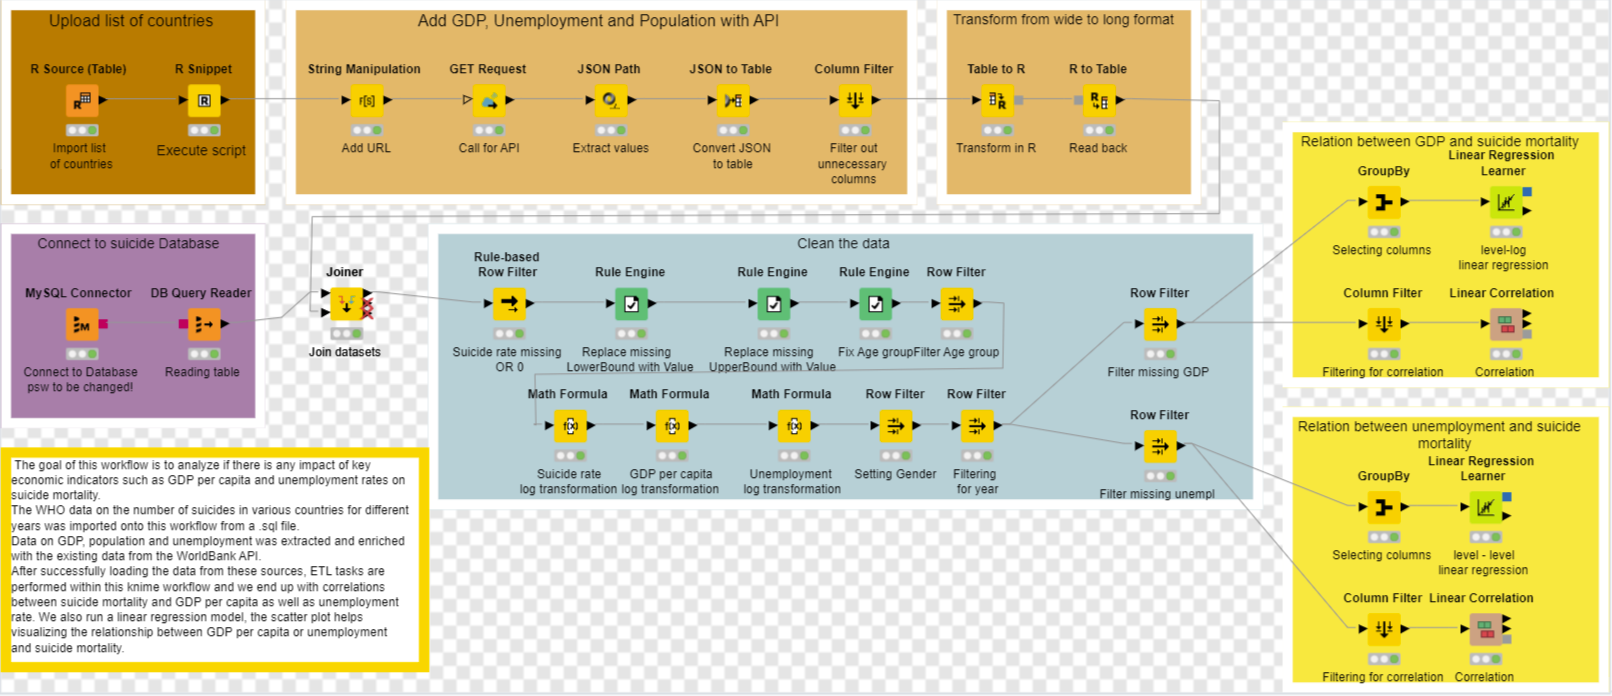 Upload list of countries
R Source (Table)
R Snippet
Import list
of countries
Execute script
Add GDP, Unemployment and Population with API
String Manipulation
GET Request
JSON Path
JSON to Table
Column Filter
Add URL
Call for API
Extract values
Convert JSON
to table
Filter out
unnecessary
columns
Transform from wide to long format
Table to R
R to Table
Transform in R
Read back
Connect to suicide Database
MySQL Connector
DB Query Reader
Connect to Database
psw to be changed!
Reading table
Joiner
Join datasets
Clean the data
Rule-based
Row Filter
Rule Engine
Rule Engine
Rule Engine
Row Filter
Suicide rate missing
OR 0
Replace missing
LowerBound with Value
Replace missing
UpperBound with Value
Fix Age group
Filter Age group
Math Formula
Math Formula
Math Formula
Row Filter
Row Filter
Suicide rate
log transformation
GDP per capita
log transformation
Unemployment
log transformation
Setting Gender
Filtering
for year
Row Filter
Filter missing GDP
Row Filter
Filter missing unempl
Relation between GDP and suicide mortality
GroupBy
Linear Regression
Learner
Selecting columns
level-log
linear regression
Column Filter
Linear Correlation
Filtering for correlation
Correlation
Relation between unemployment and suicide
mortality
GroupBy
Linear Regression
Learner
Selecting columns
level - level
linear regression
Column Filter
Linear Correlation
Filtering for correlation
Correlation
The goal of this workflow is to analyze if there is any impact of key
economic indicators such as GDP per capita and unemployment rates on
suicide mortality.
The WHO data on the number of suicides in various countries for different
years was imported onto this workflow from a .sql file.
Data on GDP, population and unemployment was extracted and enriched
with the existing data from the WorldBank API.
After successfully loading the data from these sources, ETL tasks are
performed within this knime workflow and we end up with correlations
between suicide mortality and GDP per capita as well as unemployment
rate. We also run a linear regression model, the scatter plot helps
visualizing the relationship between GDP per capita or unemployment
and suicide mortality.